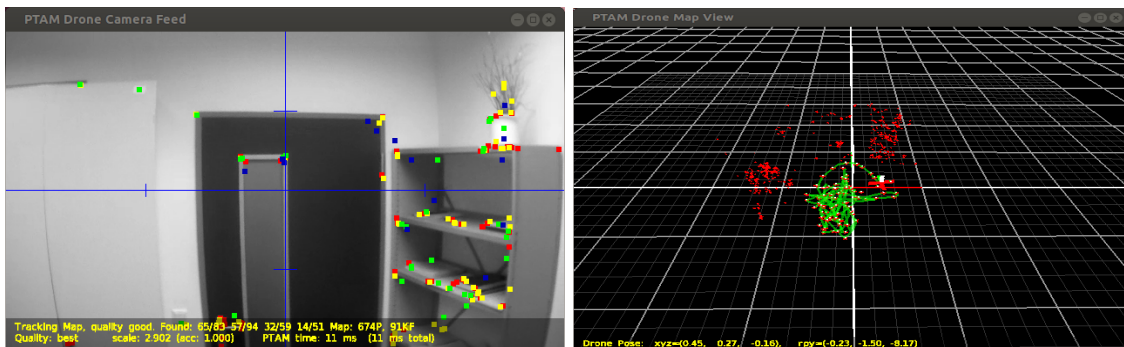 PTAM Drone Camera Feed
Tracking Map, quality good. Found: 65/83 57/94 32/59 14/51 Map: 674P, 91KF
Quality: best scale: 2.902 (acc: 1.000) PTAM time: 11 ms (11 ms total)
PTAM Drone Map View
Drone Pose: xyz=(0.45, 0.27, -0.16), rpy=(-0.23, -1.50, -8.17)